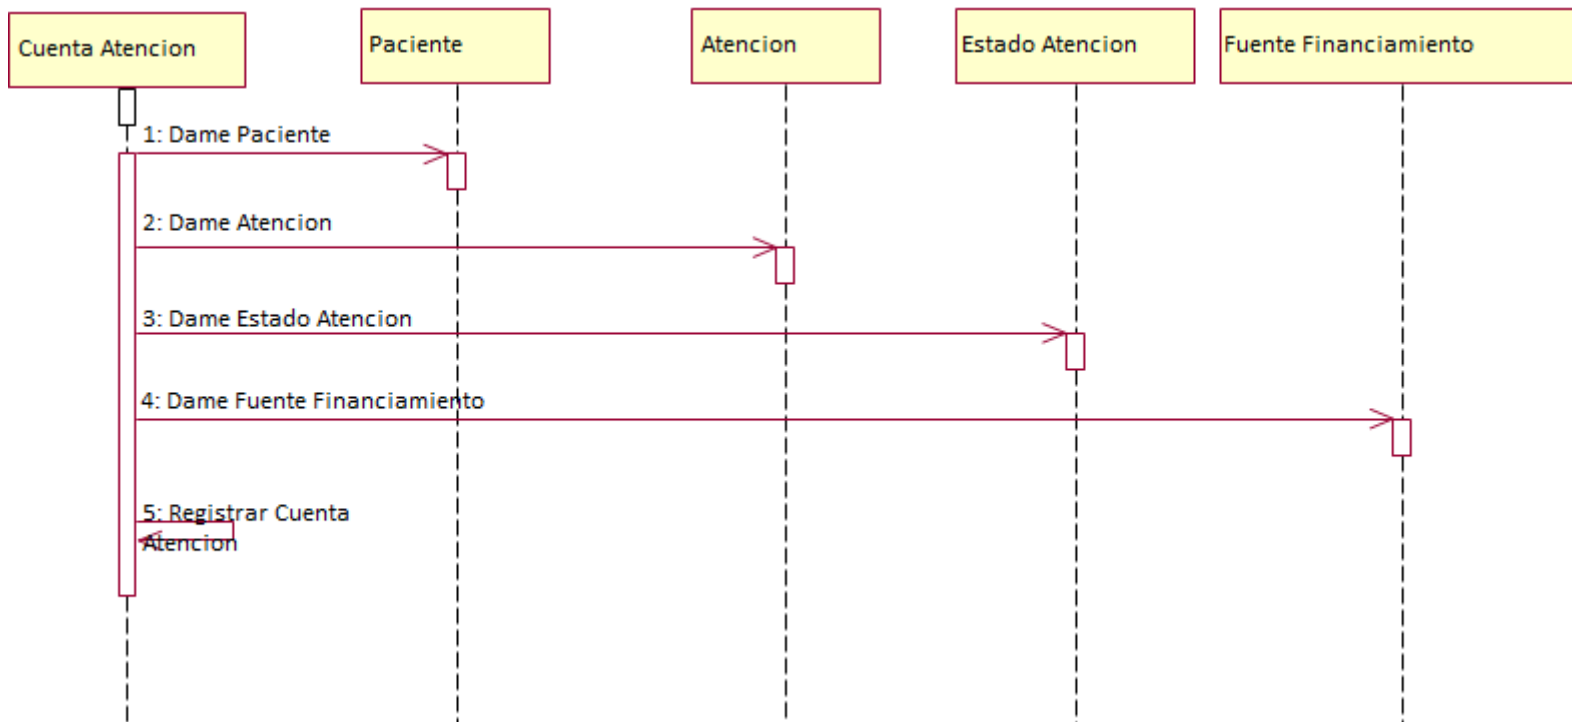 Cuenta Atencion
Paciente
Atencion
Estado Atencion
Fuente Financiamiento
1: Dame Paciente
2: Dame Atencion
3: Dame Estado Atencion
4: Dame Fuente Financiamiento
5: Registrar Cuenta
Atencion